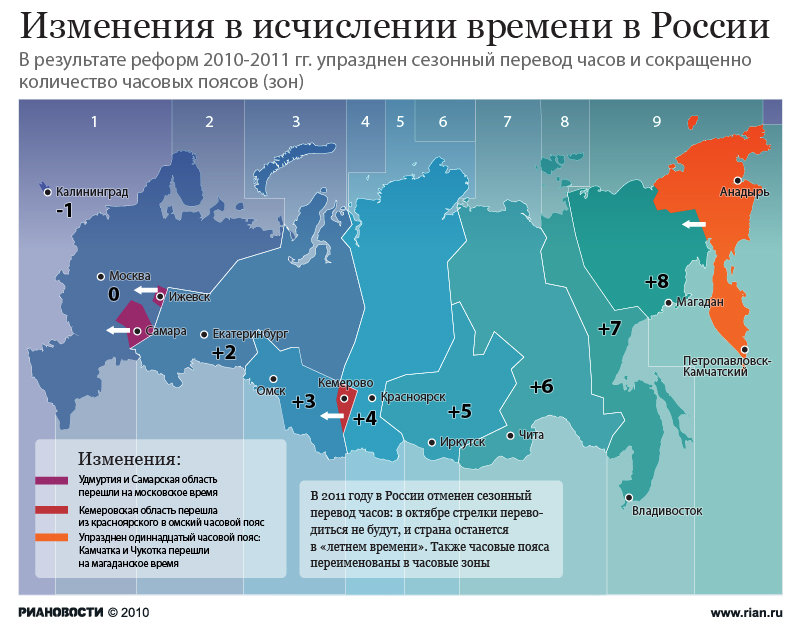 Изменения в исчислении времени в России
В результате реформ 2010-2011 гг. упразднен сезонный перевод часов и сокращенно
количество часовых поясов (зон)
1
2
3
4
5
6
7
8
9
Калининград
-1
Анадырь
Москва
0
Ижевск
+8
Магадан
Самара
Екатеринбург
+2
+7
Петропавловск-
Камчатский
Омск
Кемерово
+3
Красноярск
+4
+5
+6
Иркутск
Чита
Владивосток
Изменения:
Удмуртия и Самарская область
перешли на московское время
Кемеровская область перешла
из красноярского в омский часовой пояс
Упразднен одиннадцатый часовой пояс:
Камчатка и Чукотка перешли
на магаданское время
В 2011 году в России отменен сезонный
перевод часов: в октябре стрелки перево-
диться не будут, и страна останется
в «летнем времени». Также часовые пояса
переименованы в часовые зоны
РИАНОВОСТИ © 2010
www.rian.ru